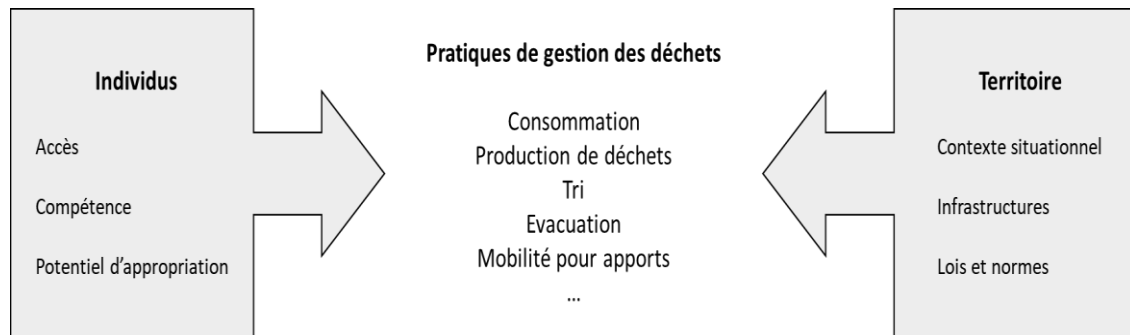 Individus
Accès
Compétence
Potentiel d'appropriation
Pratiques de gestion des déchets
Consommation
Production de déchets
Tri
Evacuation
Mobilité pour apports
...
Territoire
Contexte situationnel
Infrastructures
Lois et normes